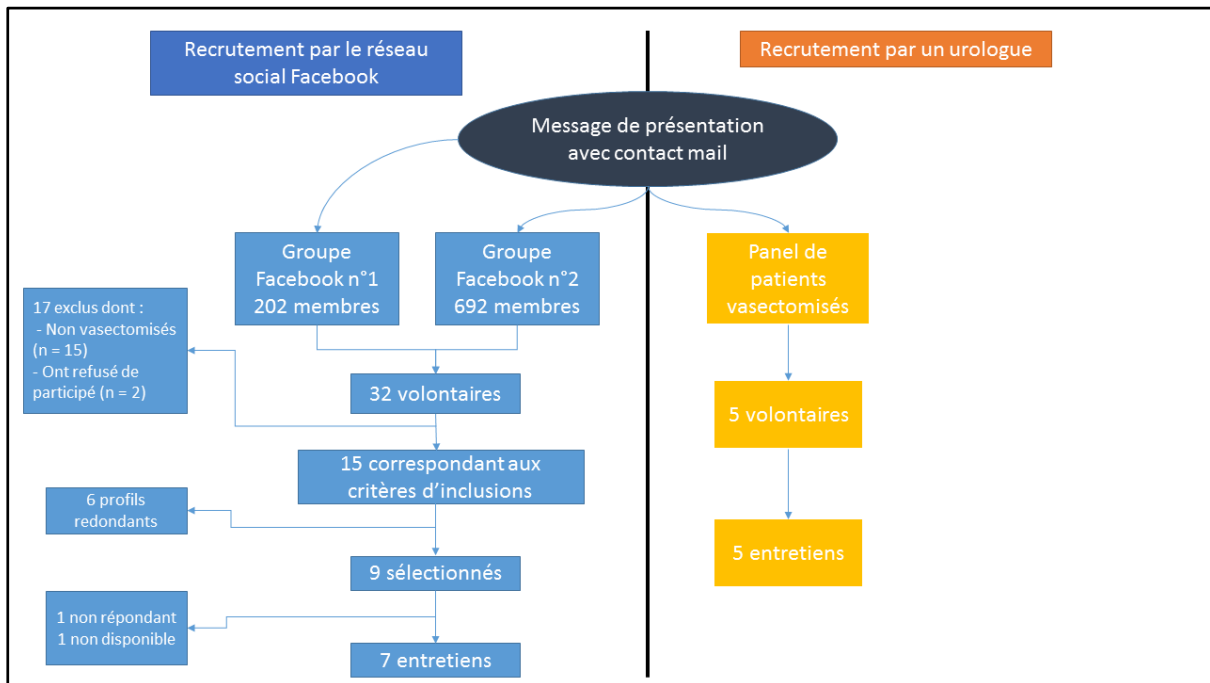 Recrutement par le réseau
social Facebook
Recrutement par un urologue
Message de présentation
avec contact mail
Groupe
Facebook n°1
202 membres
Groupe
Facebook n°2
692 membres
Panel de
patients
vasectomisés
17 exclus dont :
- Non vasectomisés
(n = 15)
- Ont refusé de
participé (n = 2)
32 volontaires
5 volontaires
15 correspondant aux
critères d'inclusions
6 profils
redondants
9 sélectionnés
5 entretiens
1 non répondant
1 non disponible
7 entretiens